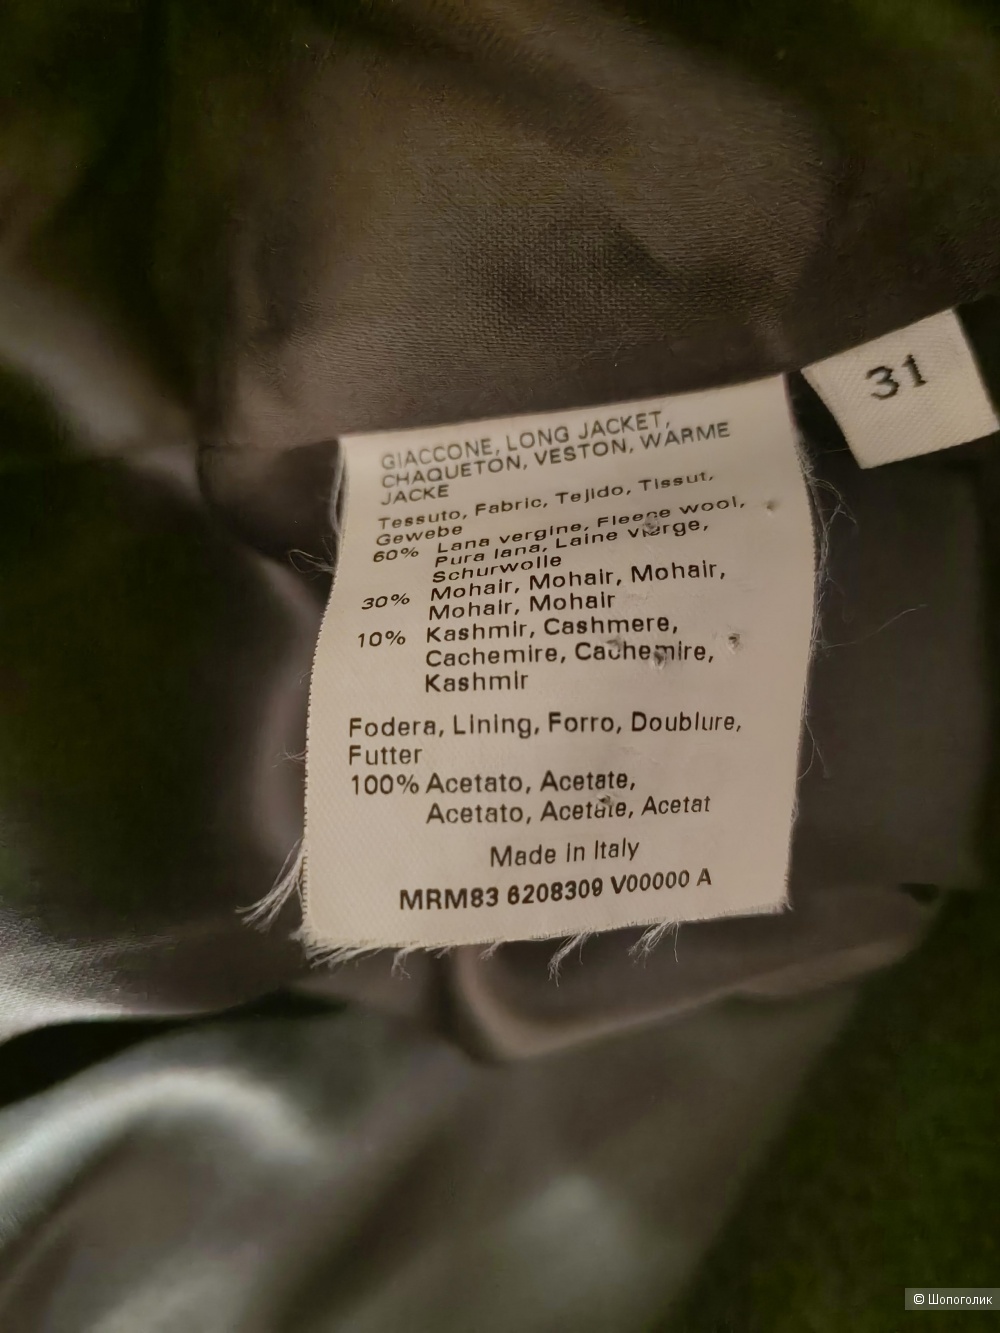 31
GIACCONE, LONG JACKET,
CHAQUETON, VESTON, WARME
JACKE
Tessuto, Fabric, Tejido, Tissut,
Gewebe
60% Lana vergine, Fleece wool,
Pura lana, Laine vierge,
Schurwolle
30% Mohair, Mohair, Mohair,
Mohair, Mohair
10% Kashmir, Cashmere,
Cachemire, Cachemire,
Kashmir
Fodera, Lining, Forro, Doublure,
Futter
100% Acetato, Acetate,
Acetato, Acetate, Acetat
Made in Italy
MRM83 6208309 V00000 A
© Шопоголик